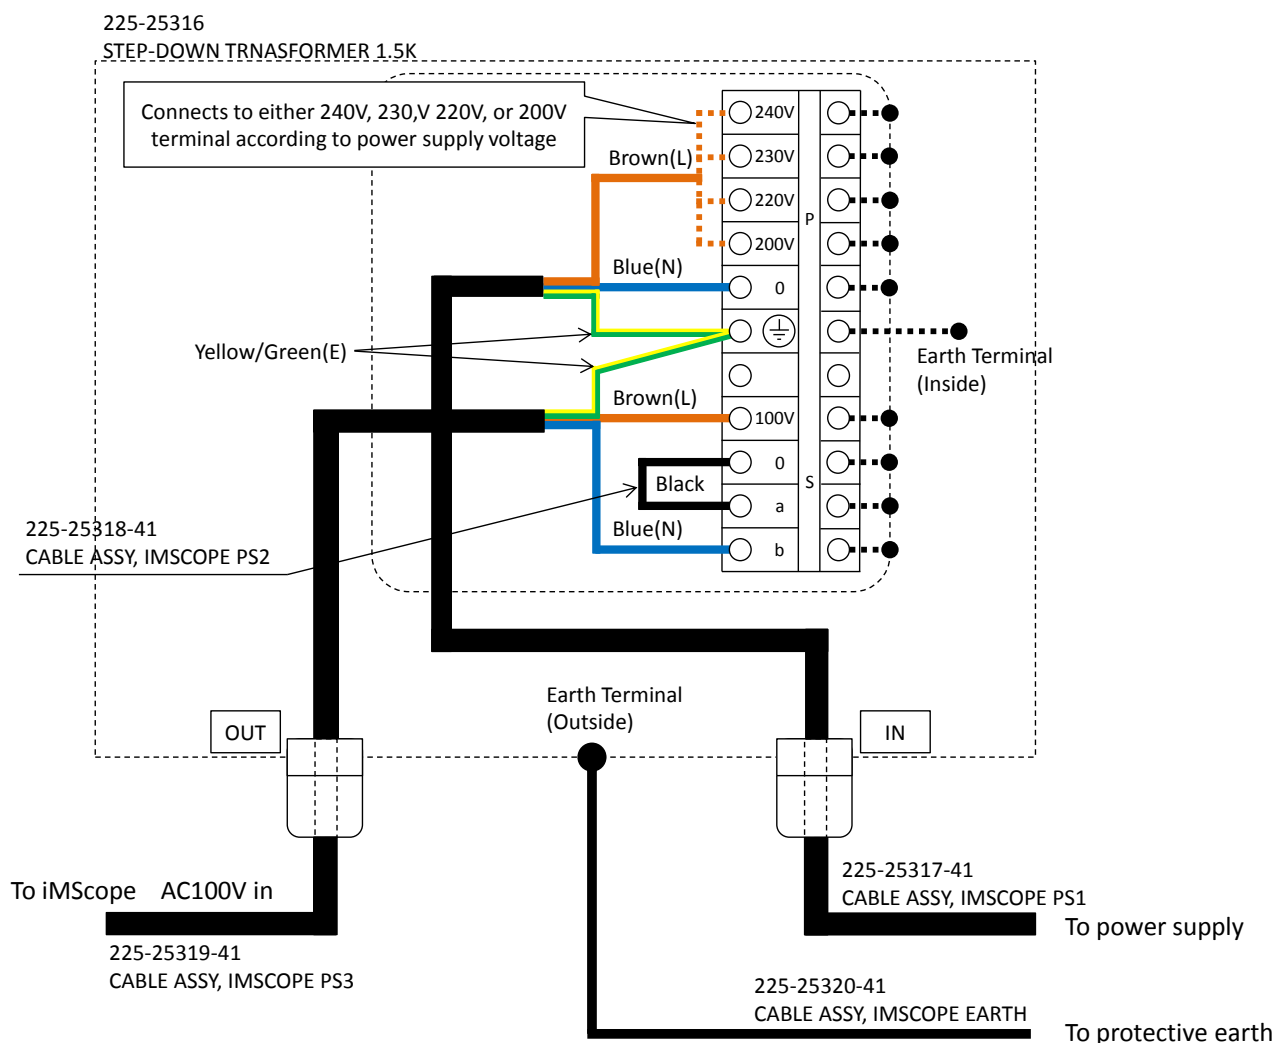 225-25316
STEP-DOWN TRNASFORMER 1.5K
Connects to either 240V, 230,V 220V, or 200V
terminal according to power supply voltage
240V
Brown(L)
230V
220V
P
200V
Blue(N)
0
Yellow/Green(E)
Earth Terminal
(Inside)
Brown(L)
100V
0
Black
S
a
225-25318-41
CABLE ASSY, IMSCOPE PS2
Blue(N)
b
Earth Terminal
(Outside)
OUT
IN
To iMScope AC100V in
225-25317-41
CABLE ASSY, IMSCOPE PS1
To power supply
225-25319-41
CABLE ASSY, IMSCOPE PS3
225-25320-41
CABLE ASSY, IMSCOPE EARTH
To protective earth